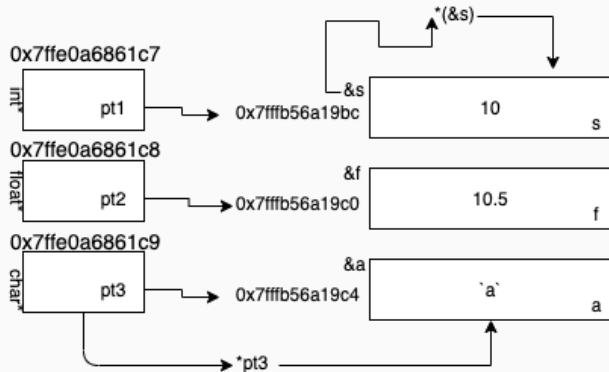 *(&s)
0x7ffe0a6861c7
int*
pt1
&s
0x7fffb56a19bc
10
s
0x7ffe0a6861c8
float*
pt2
&f
0x7fffb56a19c0
10.5
f
0x7ffe0a6861c9
char*
pt3
&a
0x7fffb56a19c4
`a`
a
*pt3